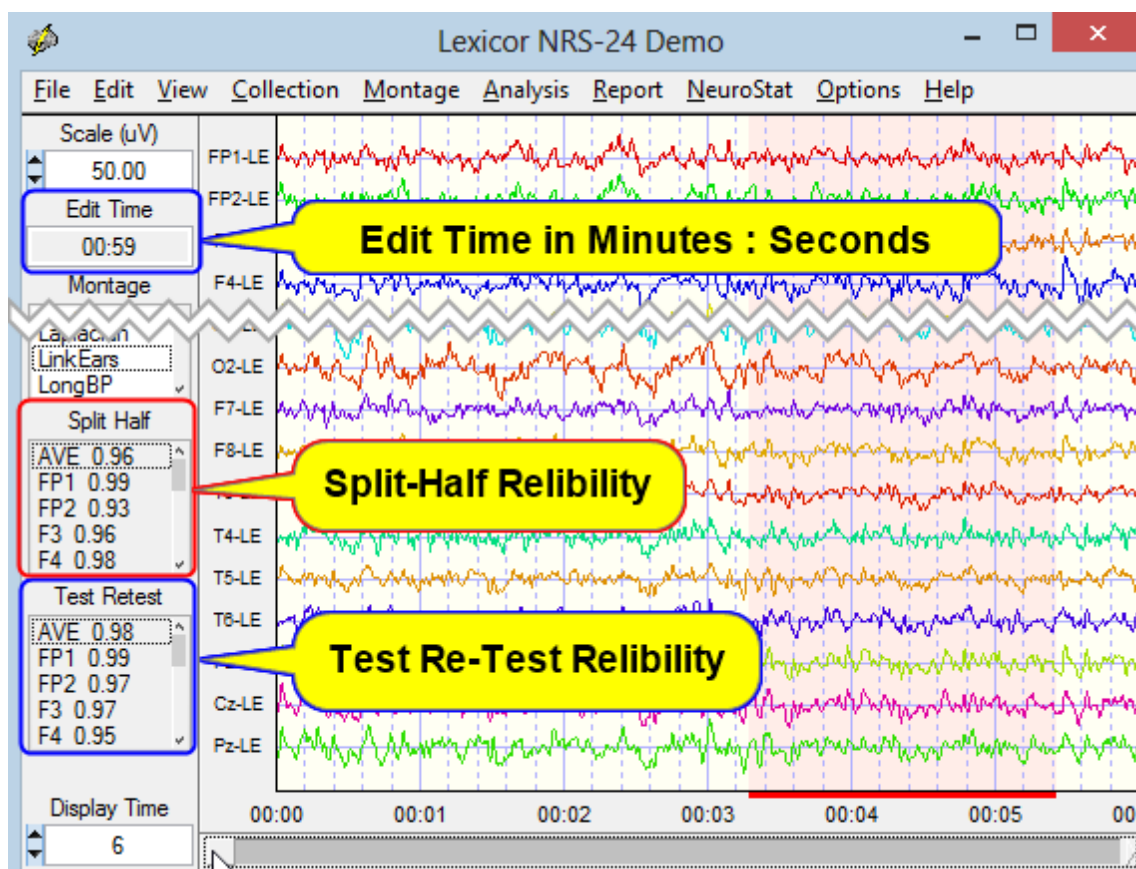 Lexicor NRS-24 Demo
File Edit View Collection Montage Analysis Report NeuroStat Options Help
Scale (uV)
50.00
Edit Time
00:59
Montage
LinkEars
LongBP
Split Half
AVE 0.96
FP1 0.99
FP2 0.93
F3 0.96
F4 0.98
Test Retest
AVE 0.98
FP1 0.99
FP2 0.97
F3 0.97
F4 0.95
Display Time
6
FP1-LE
FP2-LE
Edit Time in Minutes : Seconds
F4-LE
O2-LE
F7-LE
F8-LE
Split-Half Relibility
T4-LE
T5-LE
T6-LE
Test Re-Test Relibility
Cz-LE
Pz-LE
00:00 00:01 00:02 00:03 00:04 00:05 00